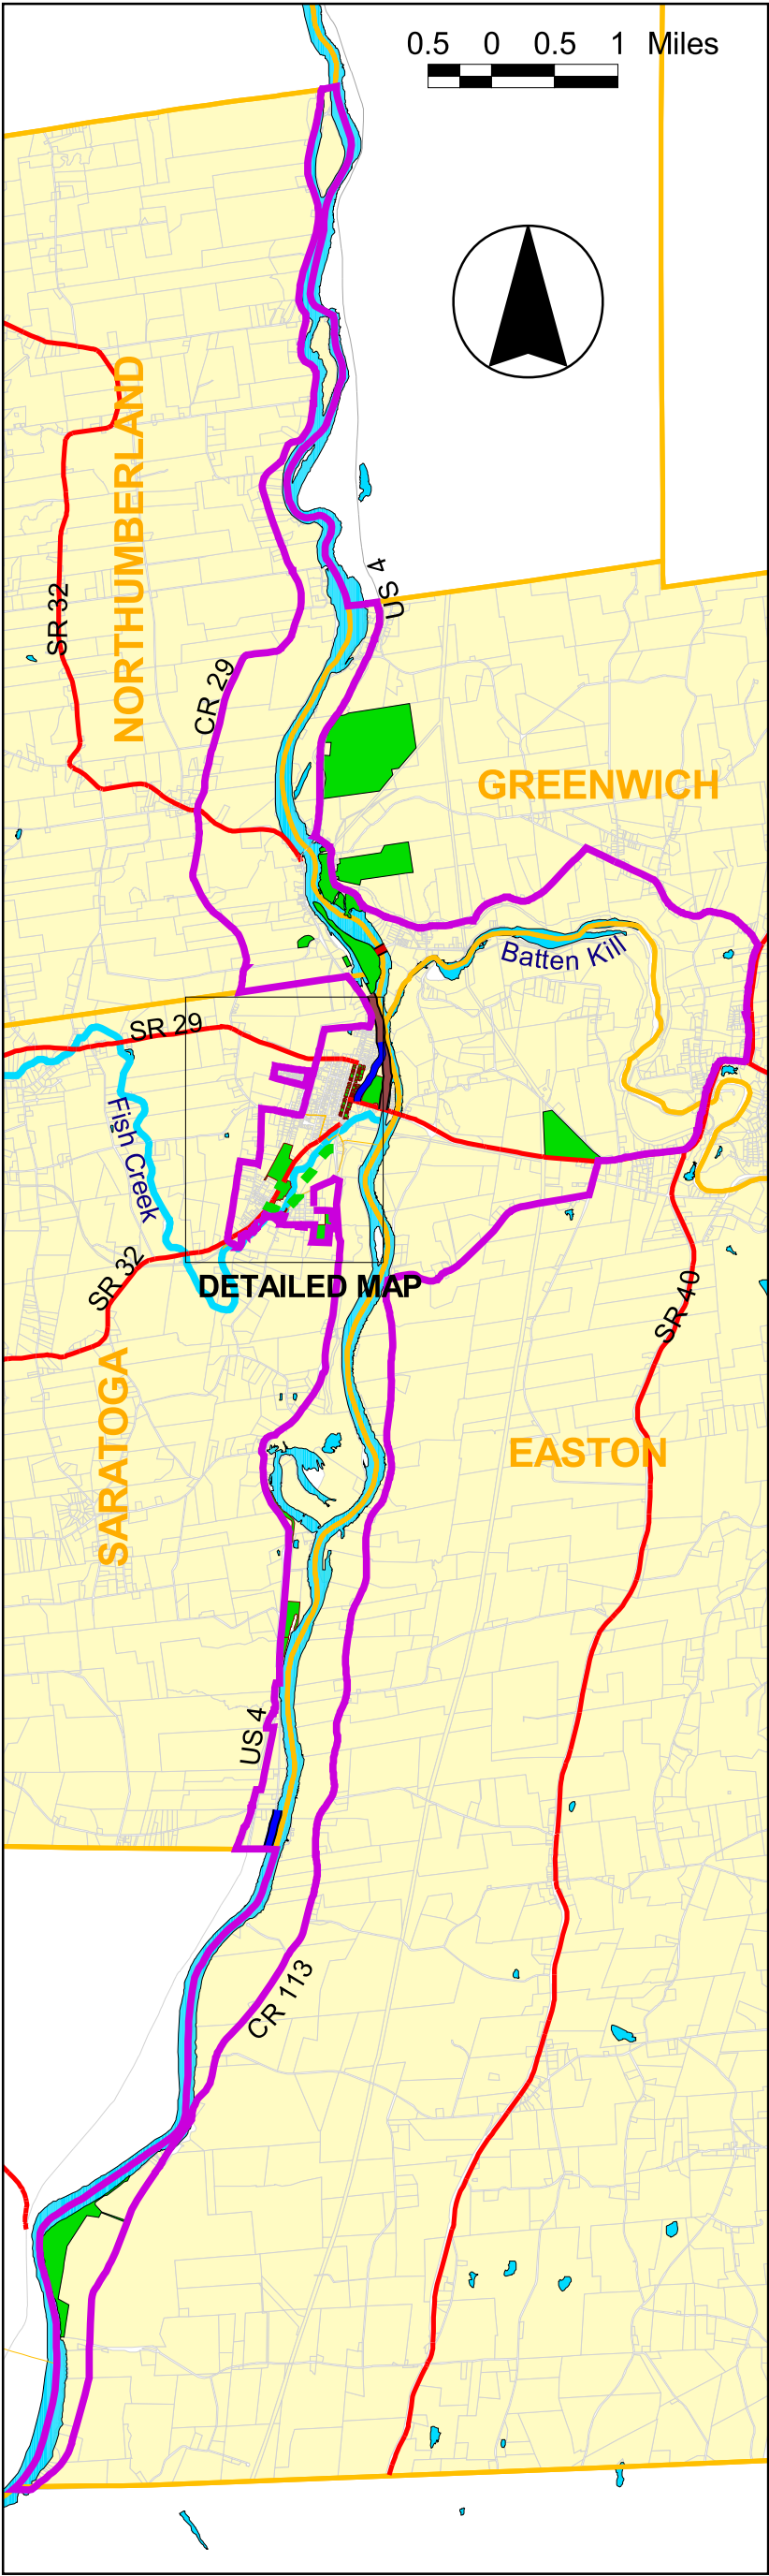 0.5 0 0.5 1 Miles
NORTHUMBERLAND
SR 32
US 4
CR 29
GREENWICH
Batten Kill
SR 29
Fish Creek
SR 32
DETAILED MAP
SR 40
SARATOGA
EASTON
US 4
CR 113